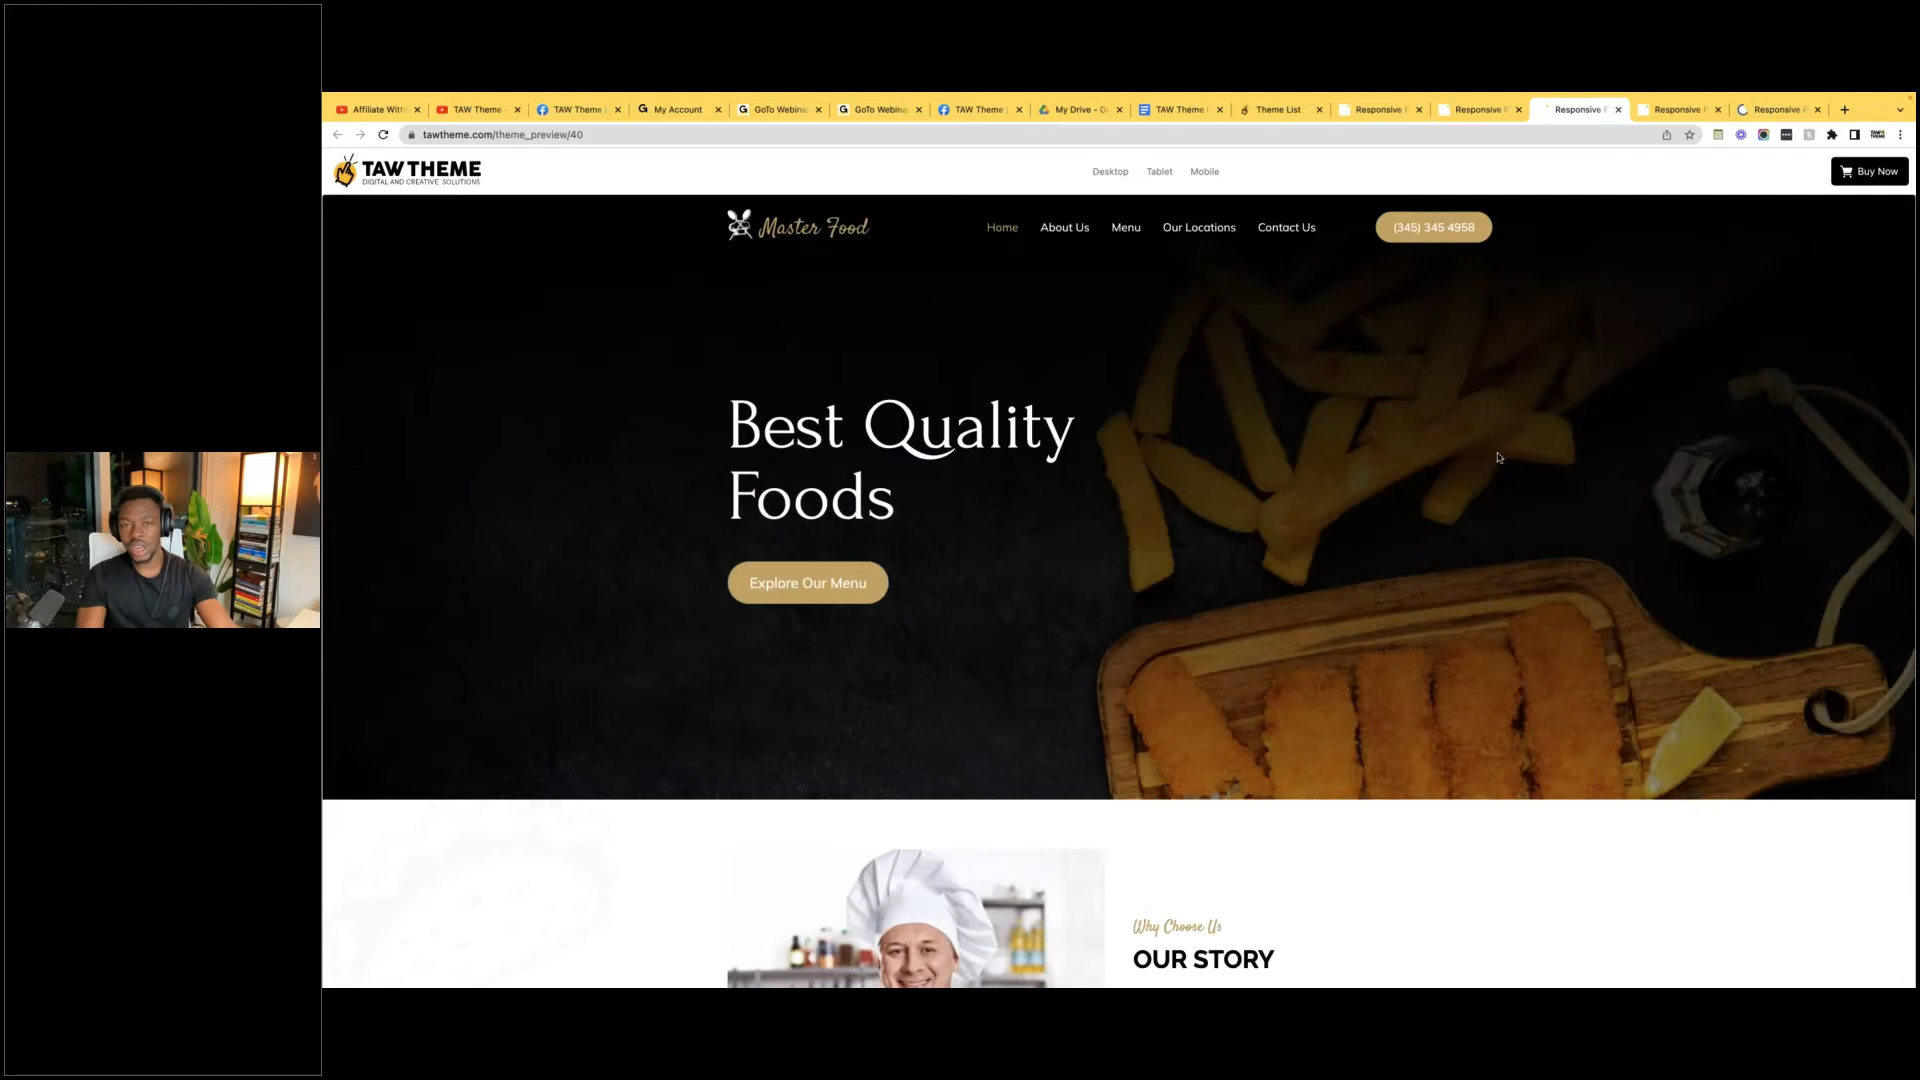 Affiliate With
TAW Theme -
TAW Theme
My Account
GoTo Webina
GoTo Webina
TAW Theme
My Drive - G
TAW Theme
Theme List
Responsive
Responsive
Responsive
Responsive
Responsive
tawtheme.com/theme_preview/40
TAW THEME
DIGITAL AND CREATIVE SOLUTIONS
Desktop
Tablet
Mobile
Buy Now
Master Food
Home
About Us
Menu
Our Locations
Contact Us
(345) 345 4958
Best Quality
Foods
Explore Our Menu
Why Choose Us
OUR STORY